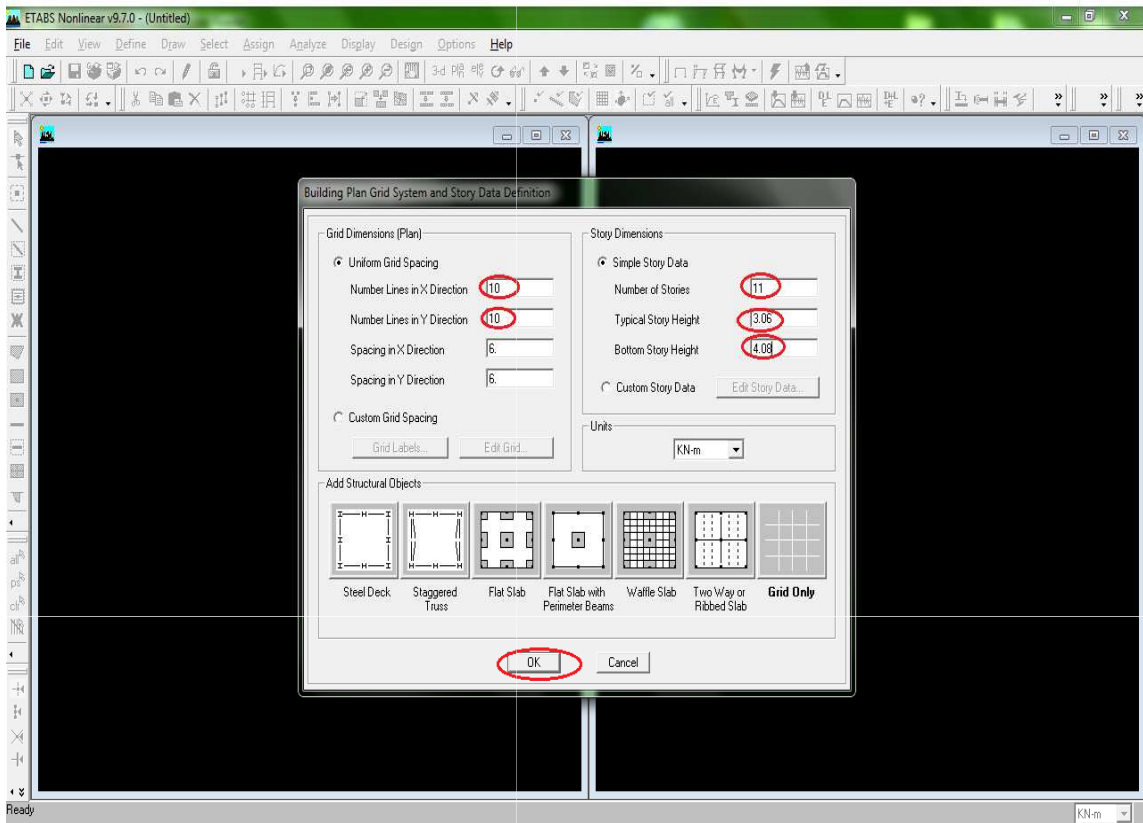 ETABS Nonlinear v9.7.0 - (Untitled)
File Edit View Define Draw Select Assign Analyze Display Design Options Help
3-d
Building Plan Grid System and Story Data Definition
Grid Dimensions (Plan)
Uniform Grid Spacing
Number Lines in X Direction 10
Number Lines in Y Direction 10
Spacing in X Direction 6.
Spacing in Y Direction 6.
Custom Grid Spacing
Grid Labels... Edit Grid...
Story Dimensions
Simple Story Data
Number of Stories 11
Typical Story Height 3.06
Bottom Story Height 4.08
Custom Story Data Edit Story Data...
Units
KN-m
Add Structural Objects
Steel Deck
Staggered
Truss
Flat Slab
Flat Slab with
Perimeter Beams
Waffle Slab
Two Way or
Ribbed Slab
Grid Only
OK Cancel
all
ps
clr
Ready
KN-m